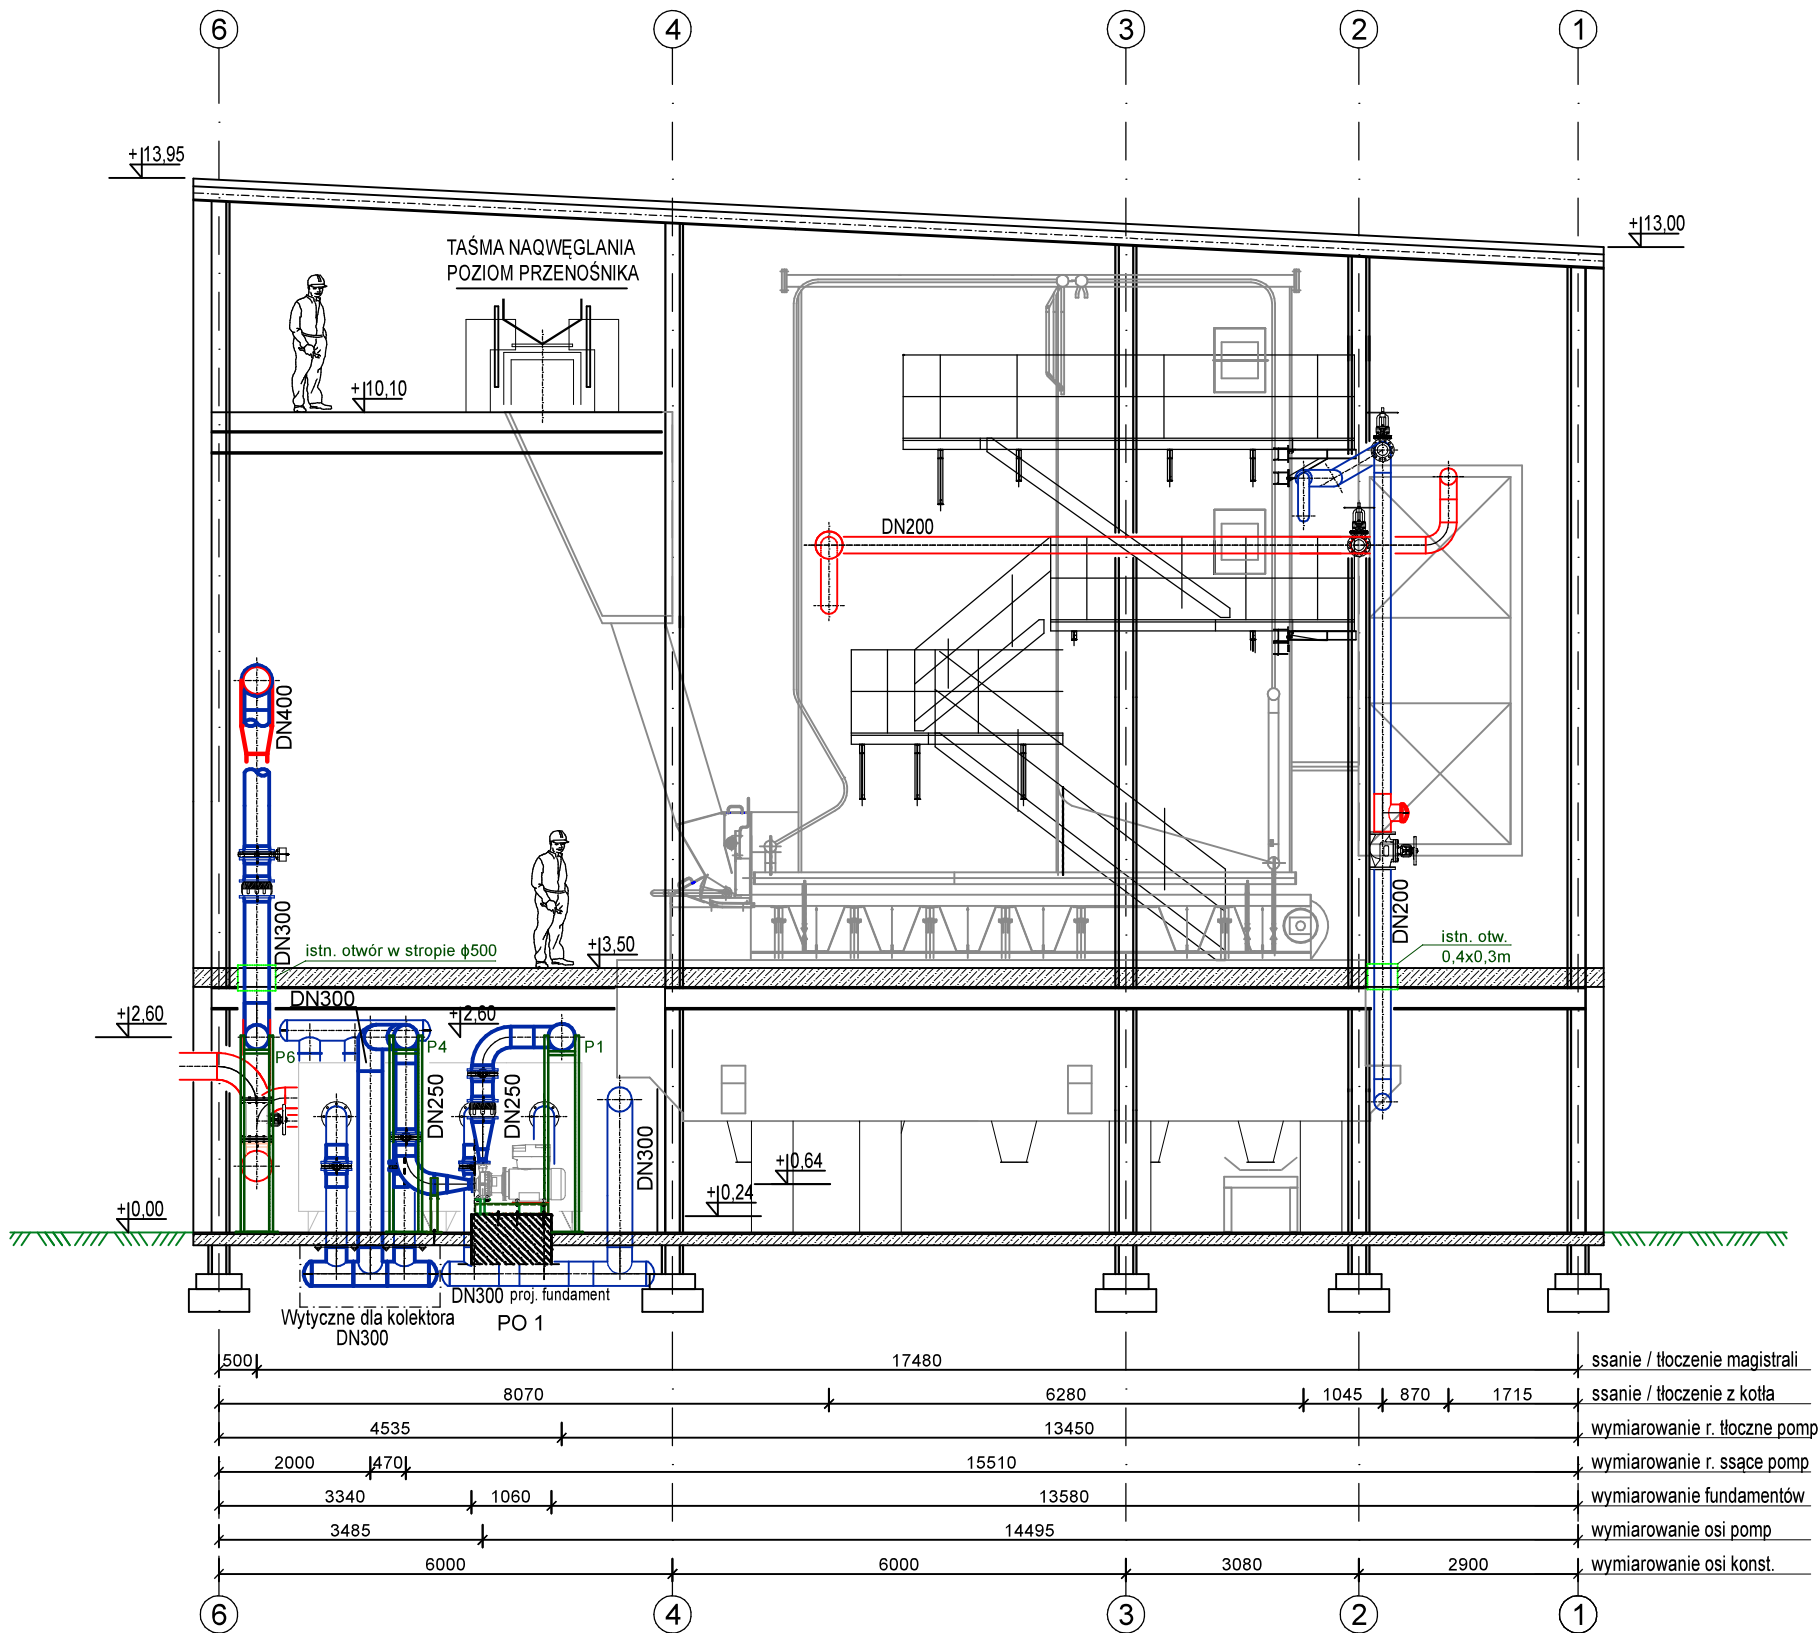 6 4 3 2 1
+13,95
+13,00
TAŚMA NAQWĘGLANIA
POZIOM PRZENOŚNIKA
+10,10
DN200
DN400
DN300
istn. otwór w stropie ϕ500
+3,50
DN200
istn. otw.
0,4x0,3m
+2,60
DN300
+2,60
P6
P4
P1
DN250
DN250
DN300
+0,64
+0,24
+0,00
DN300 proj. fundament
Wytyczne dla kolektora
DN300
PO 1
500 17480 ssanie / tłoczenie magistrali
8070 6280 1045 870 1715 ssanie / tłoczenie z kotła
4535 13450 wymiarowanie r. tłoczne pomp
2000 470 15510 wymiarowanie r. ssące pomp
3340 1060 13580 wymiarowanie fundamentów
3485 14495 wymiarowanie osi pomp
6000 6000 3080 2900 wymiarowanie osi konst.
6 4 3 2 1